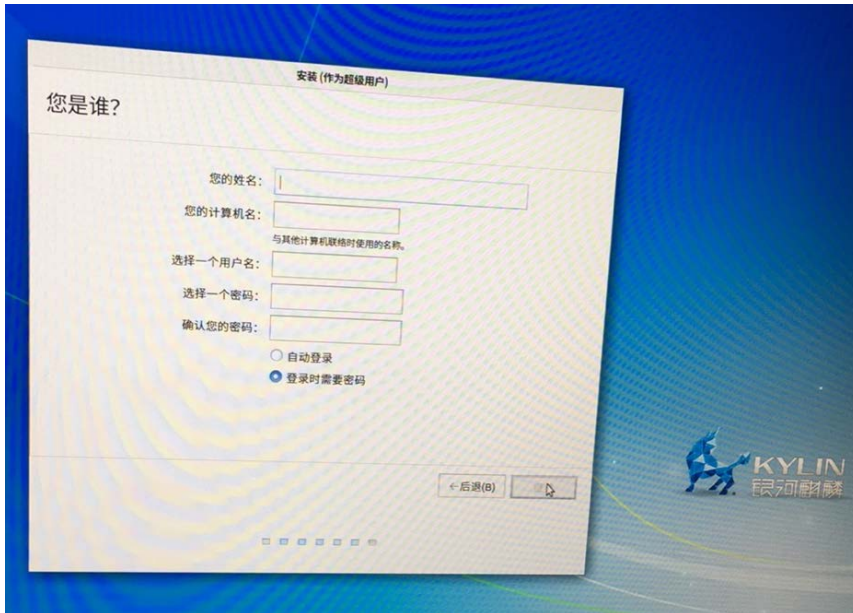 安装 (作为超级用户)
您是谁?
您的姓名:
您的计算机名:
与其他计算机联络时使用的名称。
选择一个用户名:
选择一个密码:
确认您的密码:
自动登录
登录时需要密码
←后退(B)
KYLIN
银河麒麟